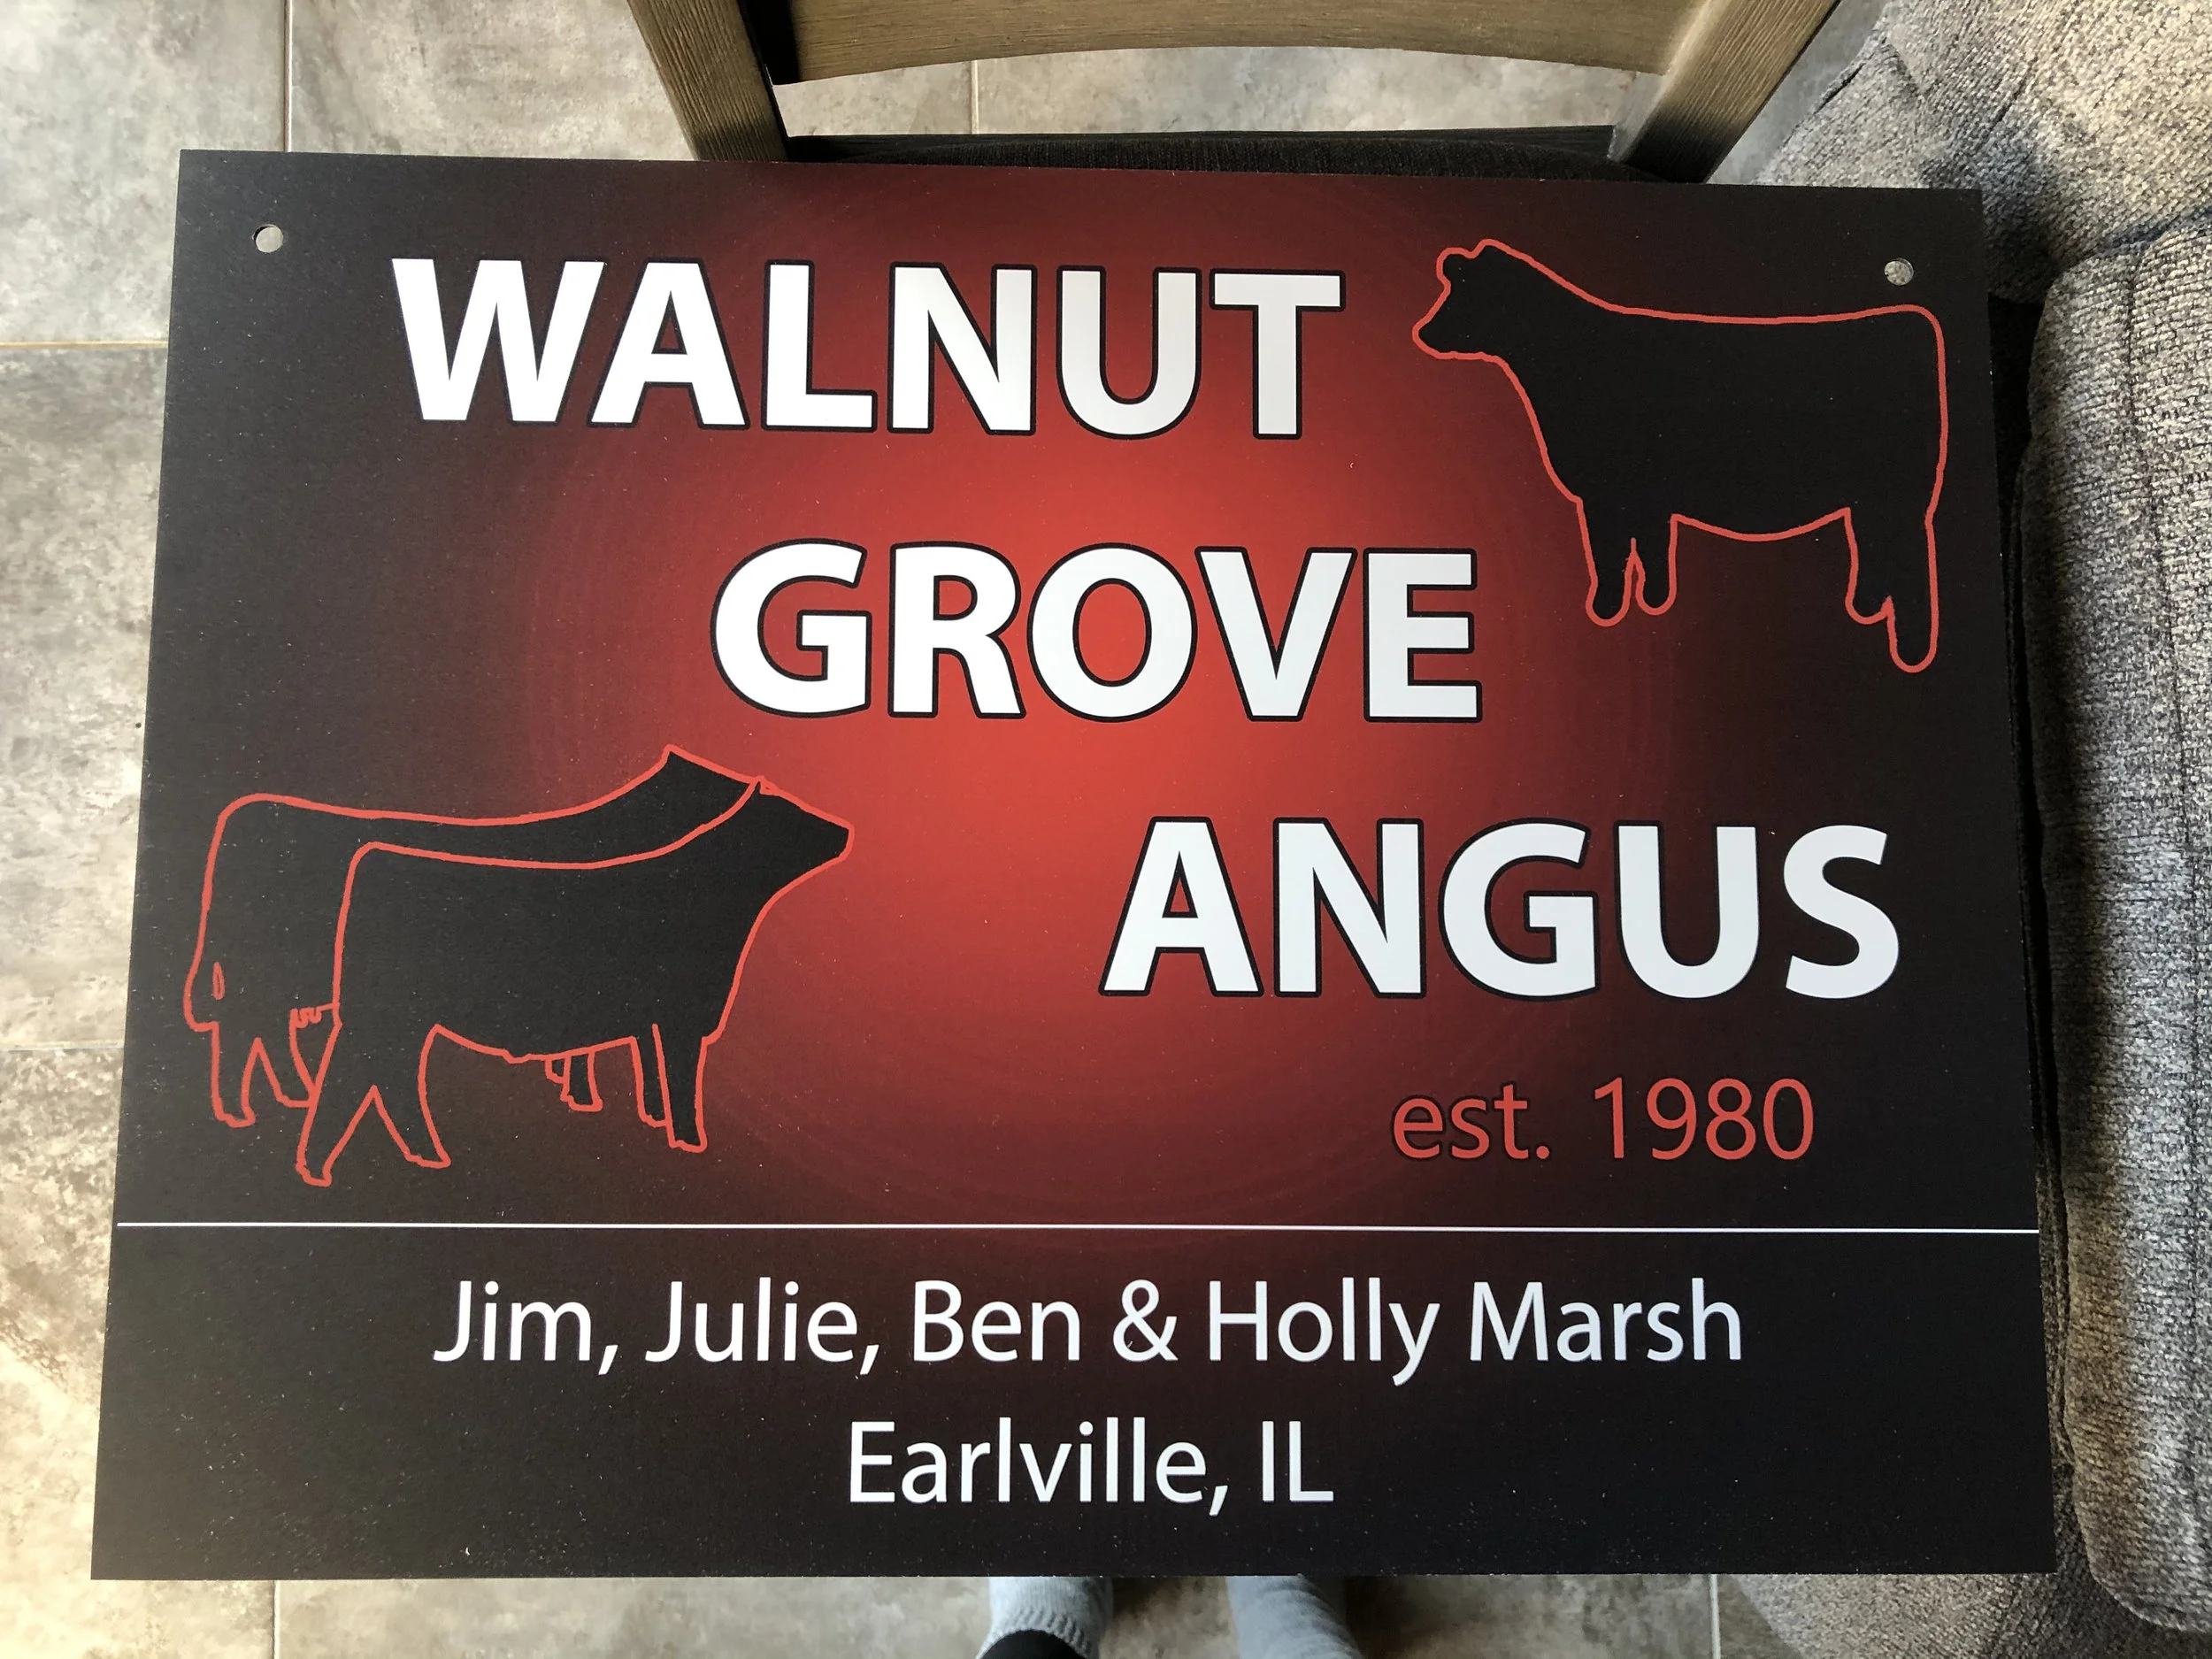 WALNUT
GROVE
ANGUS
est. 1980
Jim, Julie, Ben & Holly Marsh
Earlville, IL